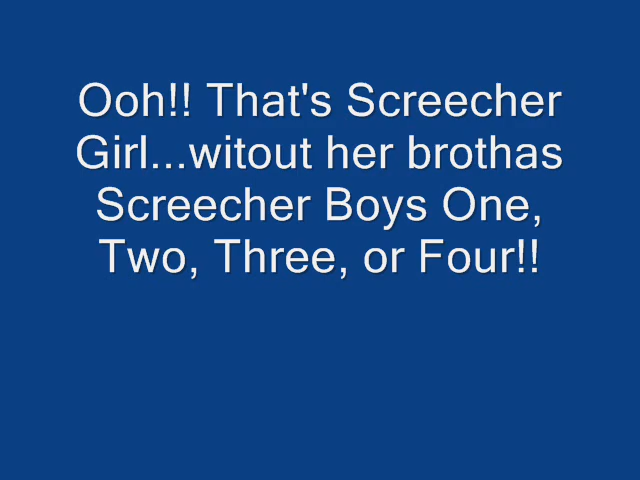 Ooh!! That's Screecher
Girl...witout her brothas
Screecher Boys One,
Two, Three, or Four!!